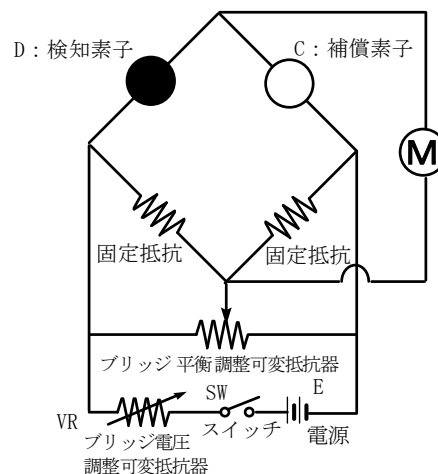 D：検知素子
C：補償素子
M
固定抵抗
固定抵抗
ブリッジ平衡調整可変抵抗器
SW
E
VR
スイッチ
電源
ブリッジ電圧
調整可変抵抗器